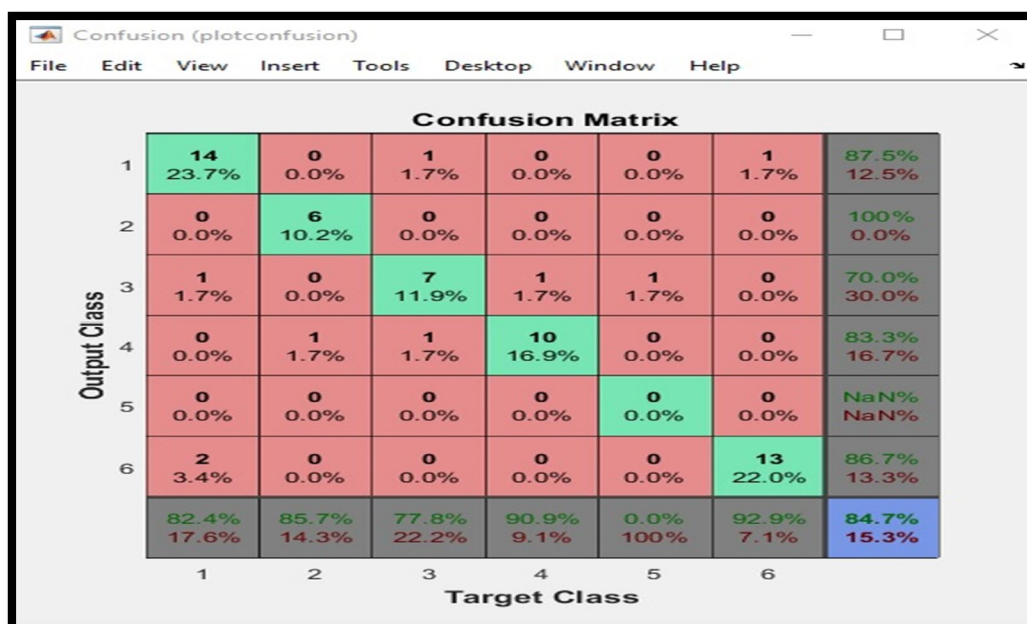 Confusion (plotconfusion)
File Edit View Insert Tools Desktop Window Help
Confusion Matrix
1 14 0 1 0 0 1 87.5%
23.7% 0.0% 1.7% 0.0% 0.0% 1.7% 12.5%
2 0 6 0 0 0 0 100%
0.0% 10.2% 0.0% 0.0% 0.0% 0.0% 0.0%
3 1 0 7 1 1 0 70.0%
1.7% 0.0% 11.9% 1.7% 1.7% 0.0% 30.0%
4 0 1 1 10 0 0 83.3%
0.0% 1.7% 1.7% 16.9% 0.0% 0.0% 16.7%
5 0 0 0 0 0 0 NaN%
0.0% 0.0% 0.0% 0.0% 0.0% 0.0% NaN%
6 2 0 0 0 0 13 86.7%
3.4% 0.0% 0.0% 0.0% 0.0% 22.0% 13.3%
82.4% 85.7% 77.8% 90.9% 0.0% 92.9% 84.7%
17.6% 14.3% 22.2% 9.1% 100% 7.1% 15.3%
1 2 3 4 5 6
Output Class
Target Class